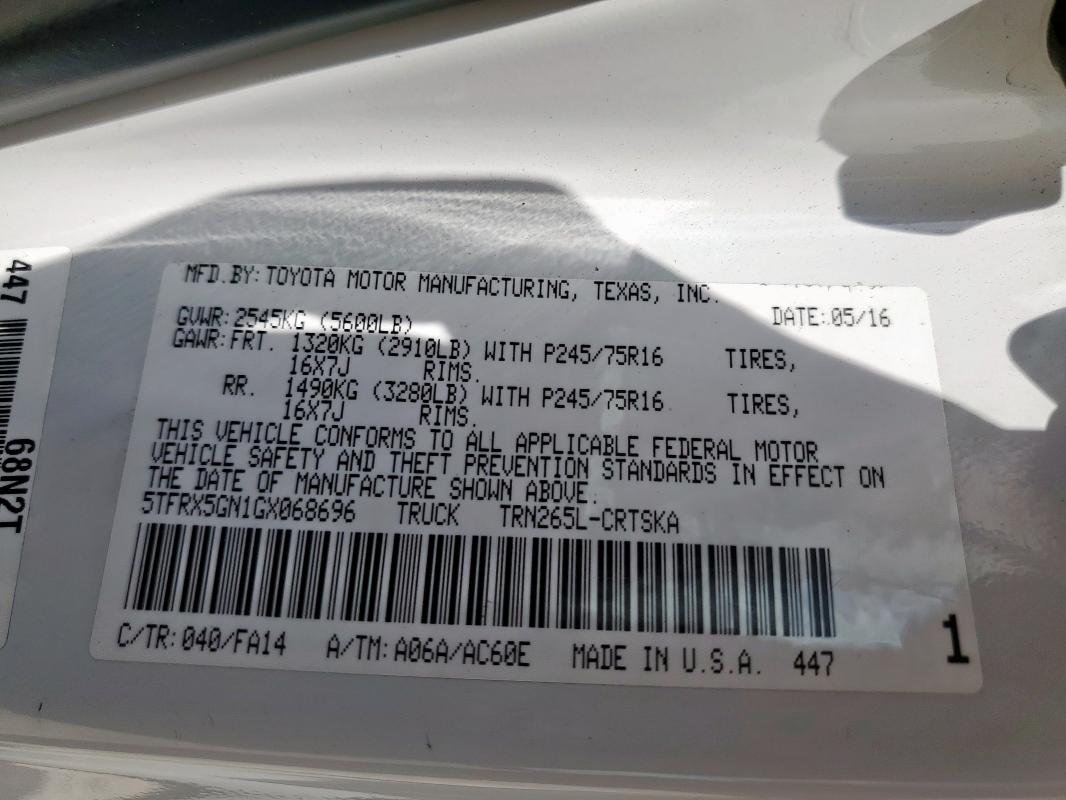 MFD.BY: TOYOTA MOTOR MANUFACTURING, TEXAS, INC.
GVWR: 2545KG (5600LB) DATE: 05/16
GAWR: FRT. 1320KG (2910LB) WITH P245/75R16 TIRES,
16X7J RIMS.
RR. 1490KG (3280LB) WITH P245/75R16 TIRES,
16X7J RIMS.
THIS VEHICLE CONFORMS TO ALL APPLICABLE FEDERAL MOTOR
VEHICLE SAFETY AND THEFT PREVENTION STANDARDS IN EFFECT ON
THE DATE OF MANUFACTURE SHOWN ABOVE.
5TFRX5GN1GX068696 TRUCK TRN265L-CRTSKA
C/TR: 040/FA14 A/TM: A06A/AC60E MADE IN U.S.A. 447
1
447 68N2T